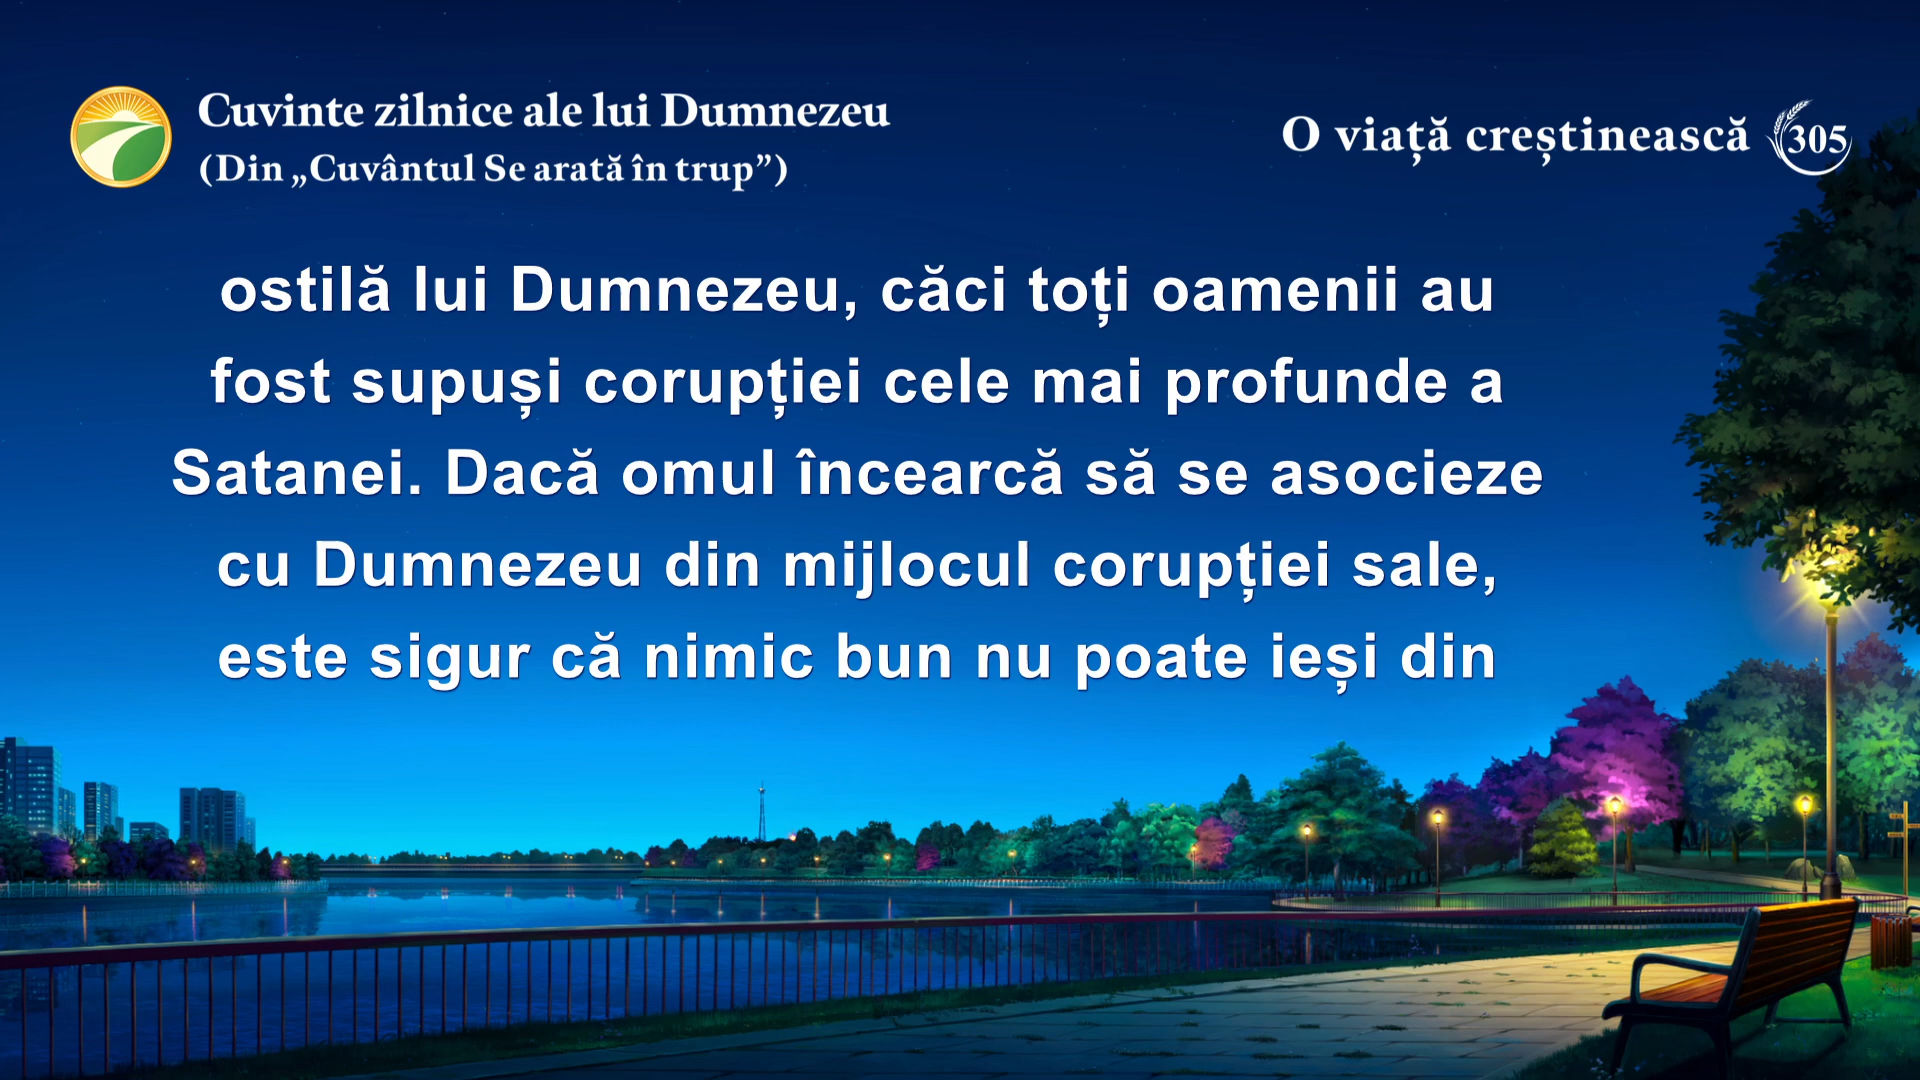 Cuvinte zilnice ale lui Dumnezeu
(Din „Cuvântul Se arată în trup”)
O viață creștinească 305
ostilă lui Dumnezeu, căci toți oamenii au
fost supuși corupției cele mai profunde a
Satanei. Dacă omul încearcă să se asocieze
cu Dumnezeu din mijlocul corupției sale,
este sigur că nimic bun nu poate ieși din